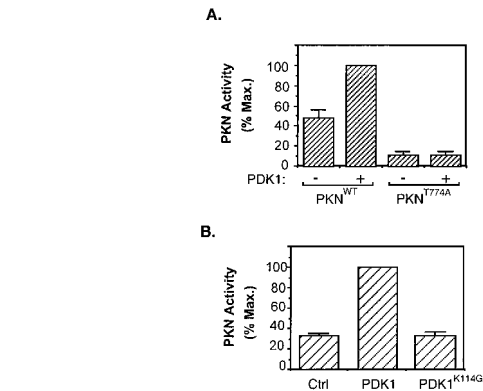 A.
PKN Activity
(% Max.)
100
80
60
40
20
0
PDK1: - + - +
PKN^WT PKN^T774A
B.
PKN Activity
(% Max.)
100
80
60
40
20
0
Ctrl PDK1 PDK1^K114G